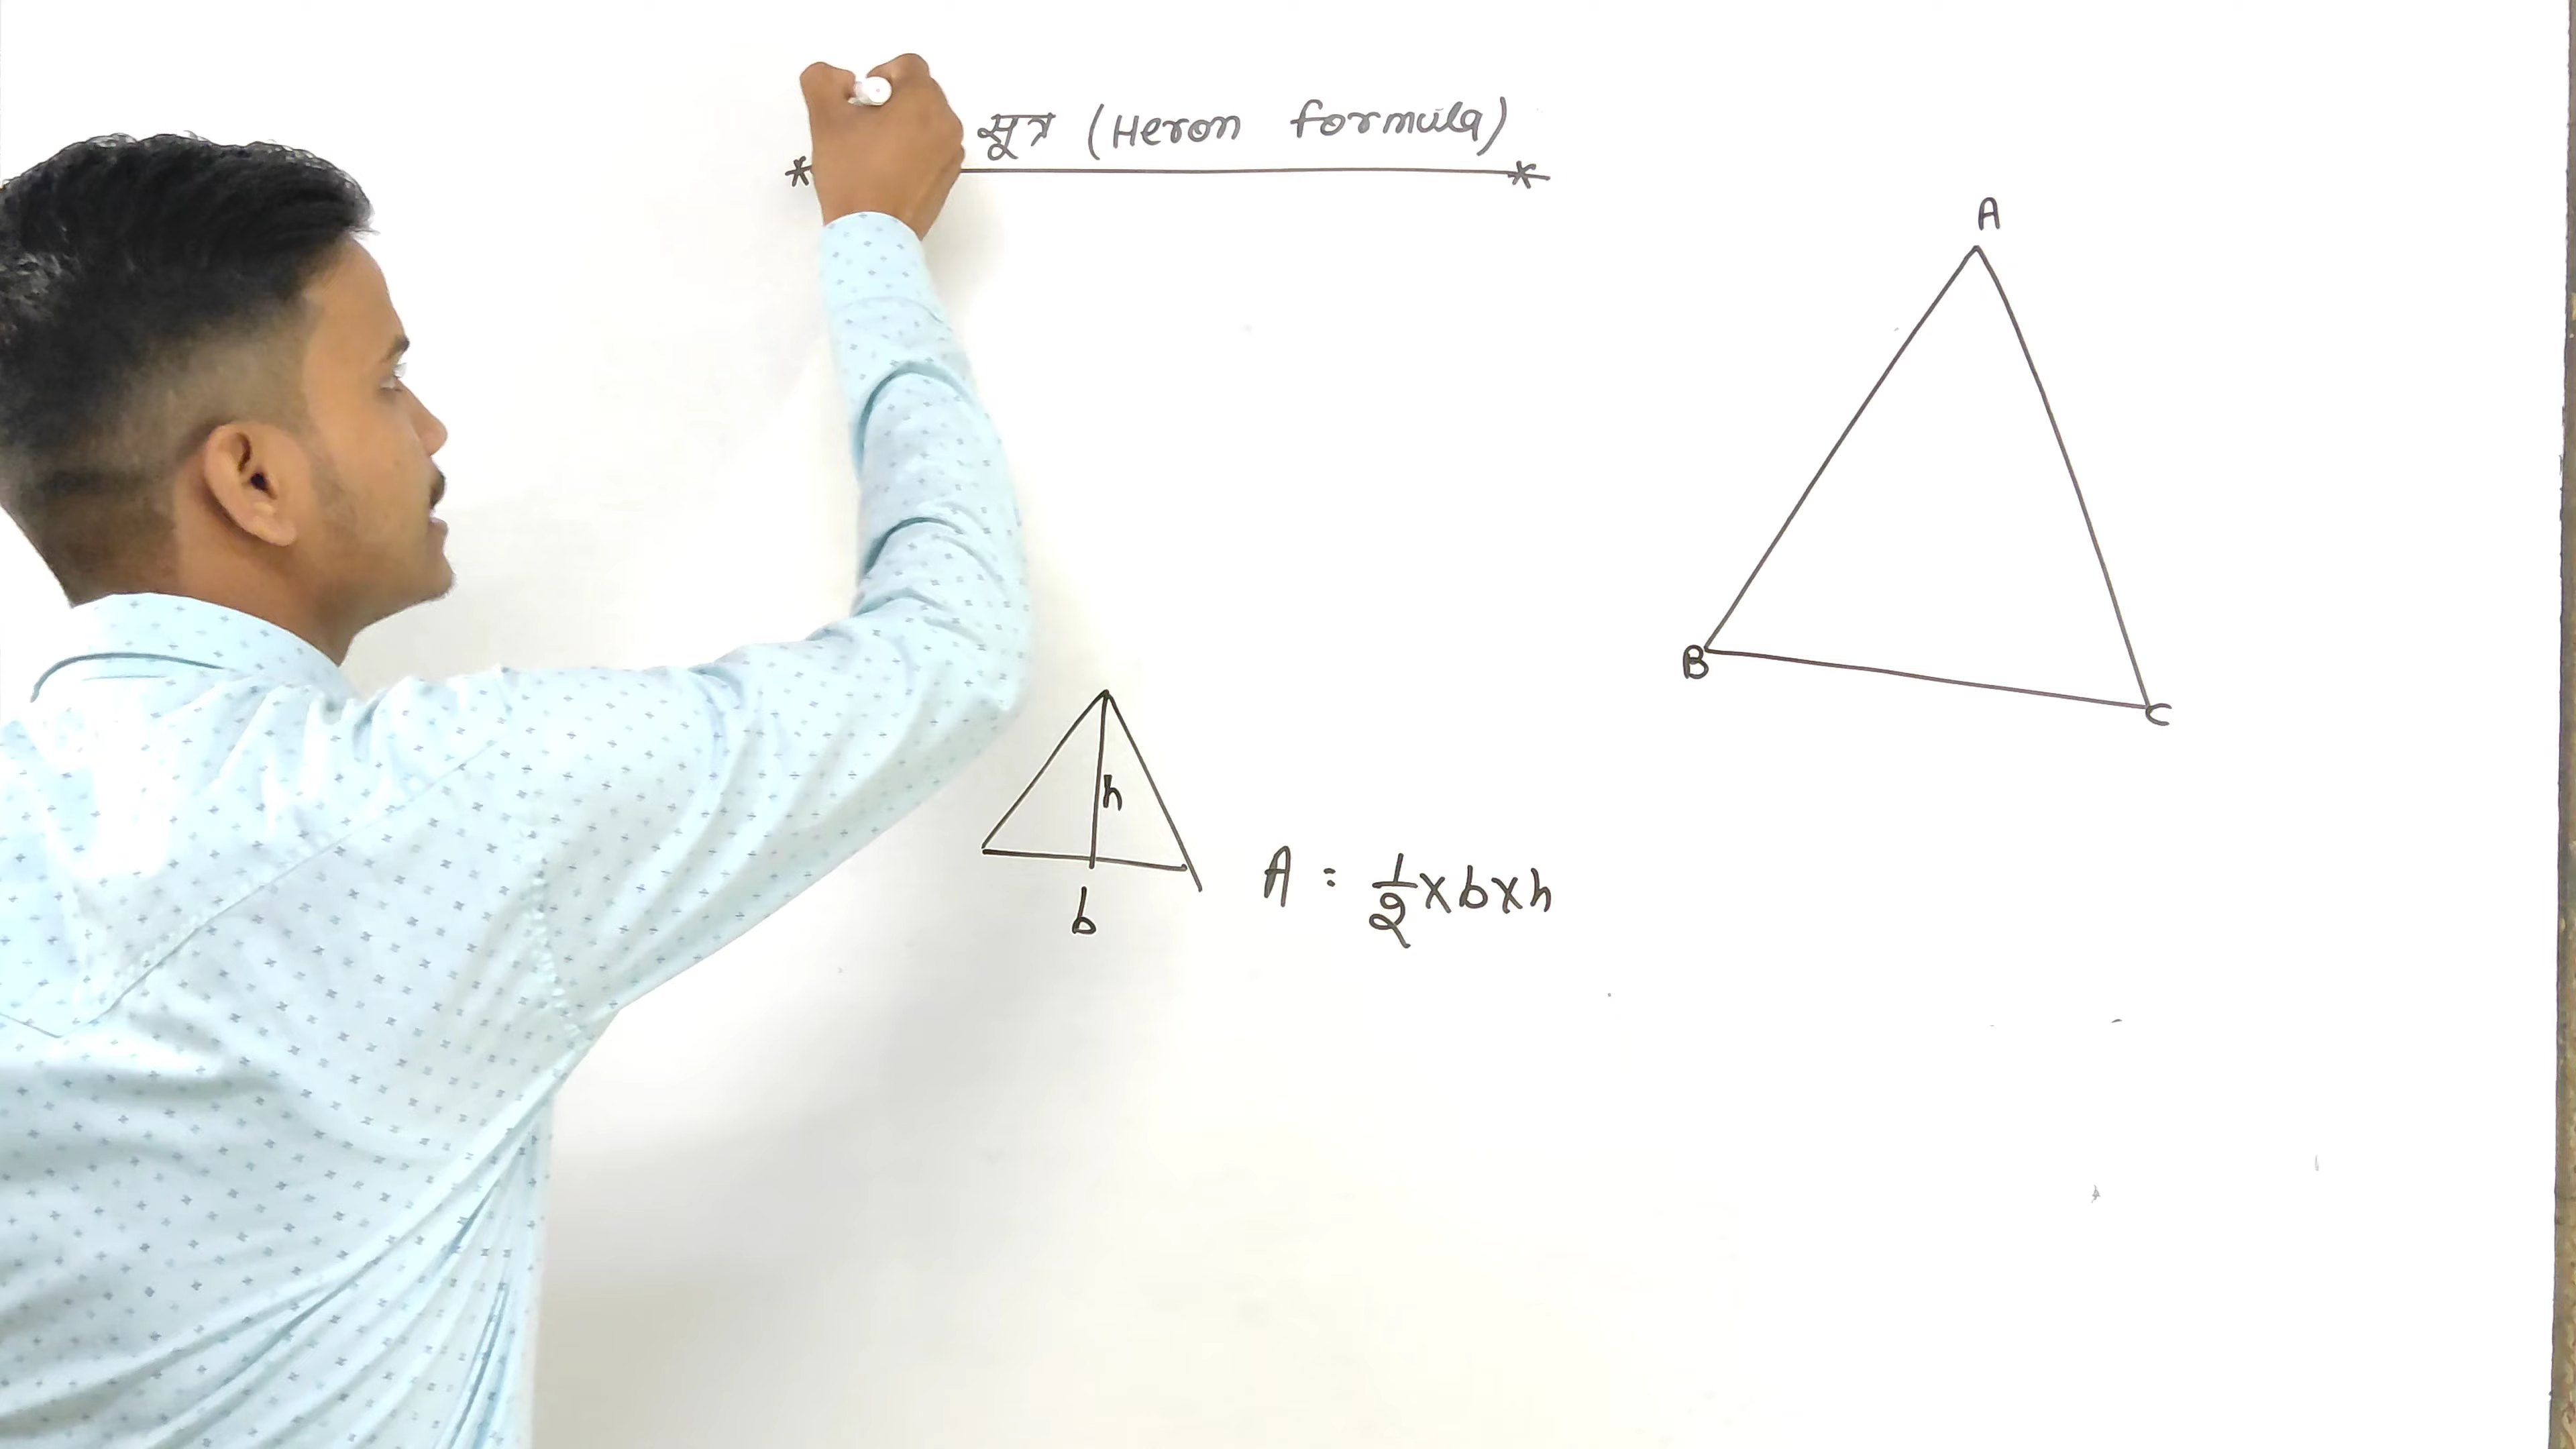 सूत्र (Heron formula)
A
B
C
h
b
A = 1/2 x b x h